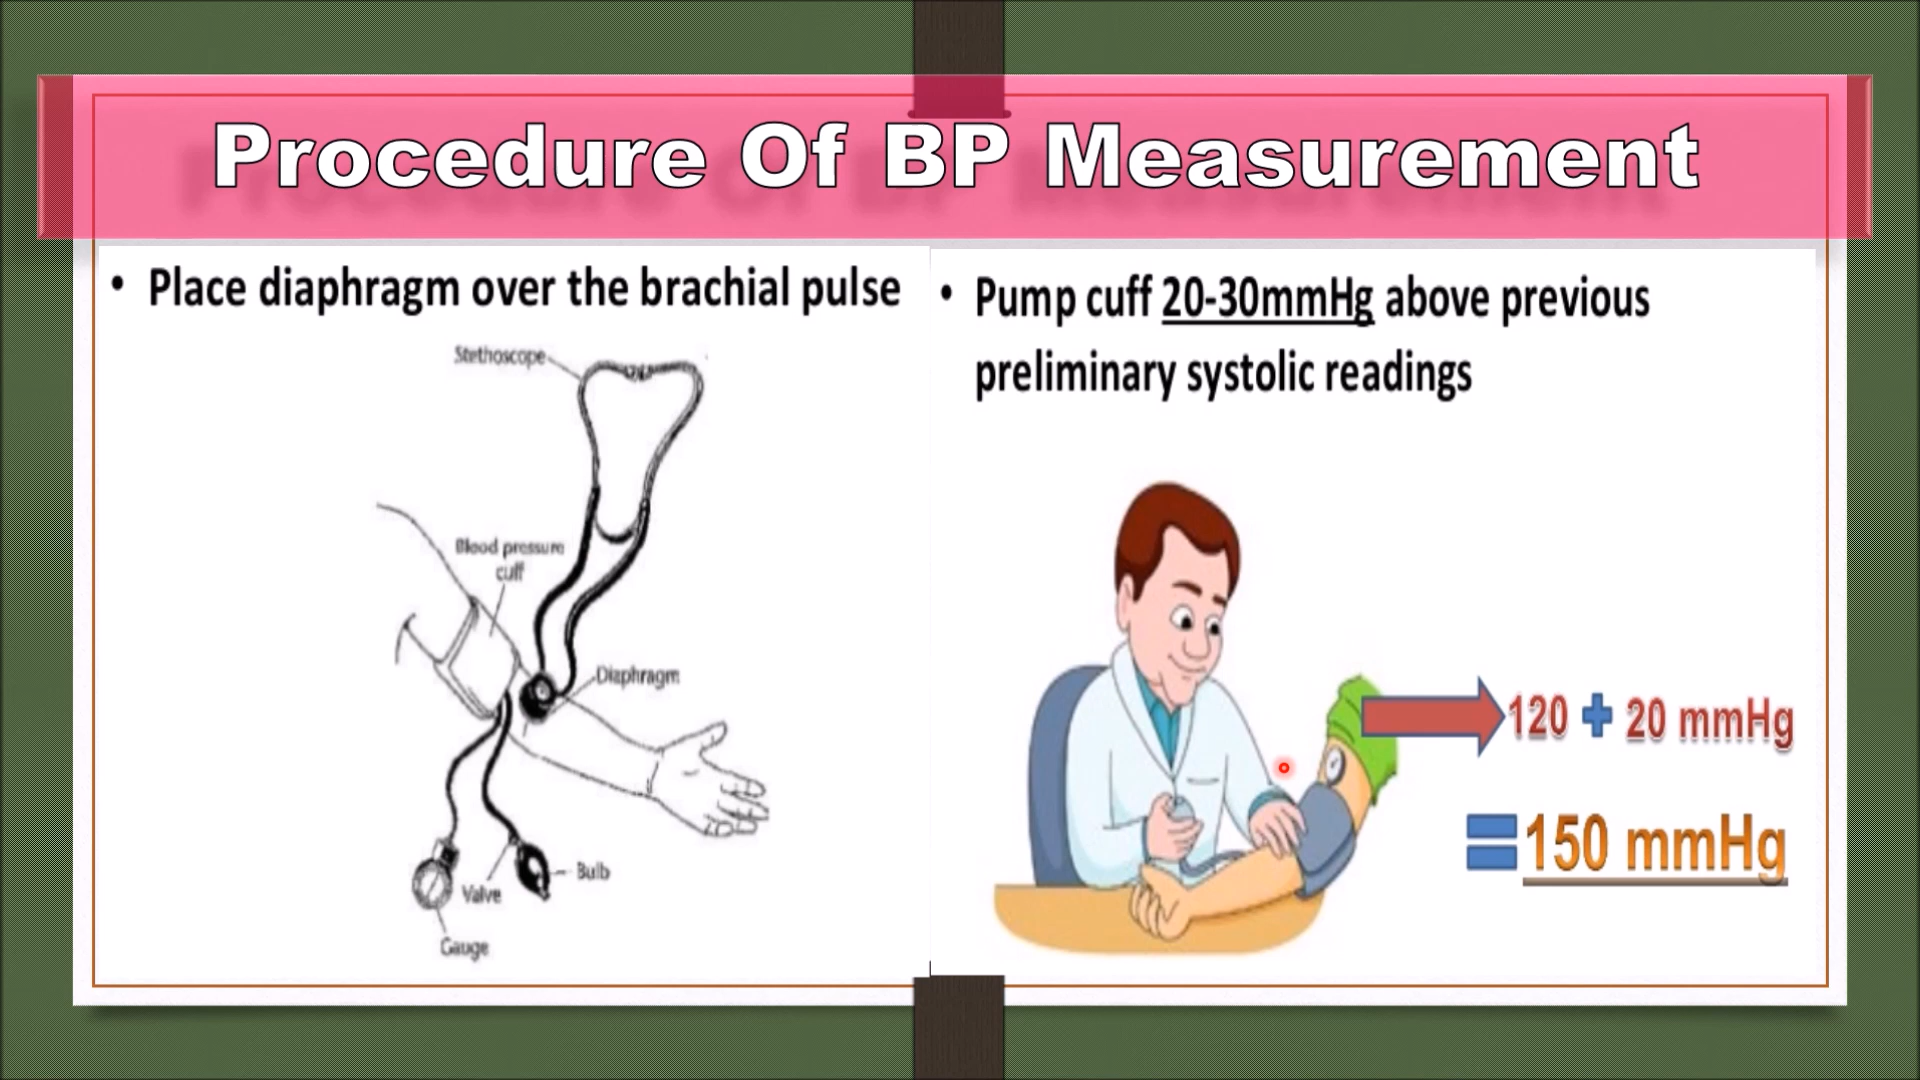 Procedure Of BP Measurement
• Place diaphragm over the brachial pulse
Stethoscope
Blood pressure
cuff
Diaphragm
Bulb
Valve
Gauge
• Pump cuff 20-30mmHg above previous
preliminary systolic readings
120 + 20 mmHg
= 150 mmHg